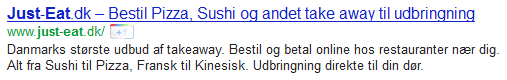 Just-Eat.dk – Bestil Pizza, Sushi og andet take away til udbringning
www.just-eat.dk/ +1
Danmarks største udbud af takeaway. Bestil og betal online hos restauranter nær dig.
Alt fra Sushi til Pizza, Fransk til Kinesisk. Udbringning direkte til din dør.